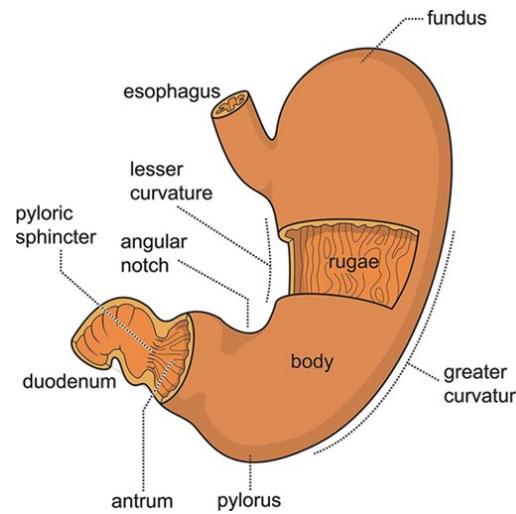 fundus
esophagus
lesser
curvature
pyloric
sphincter
angular
notch
rugae
body
duodenum
greater
curvatur
antrum
pylorus